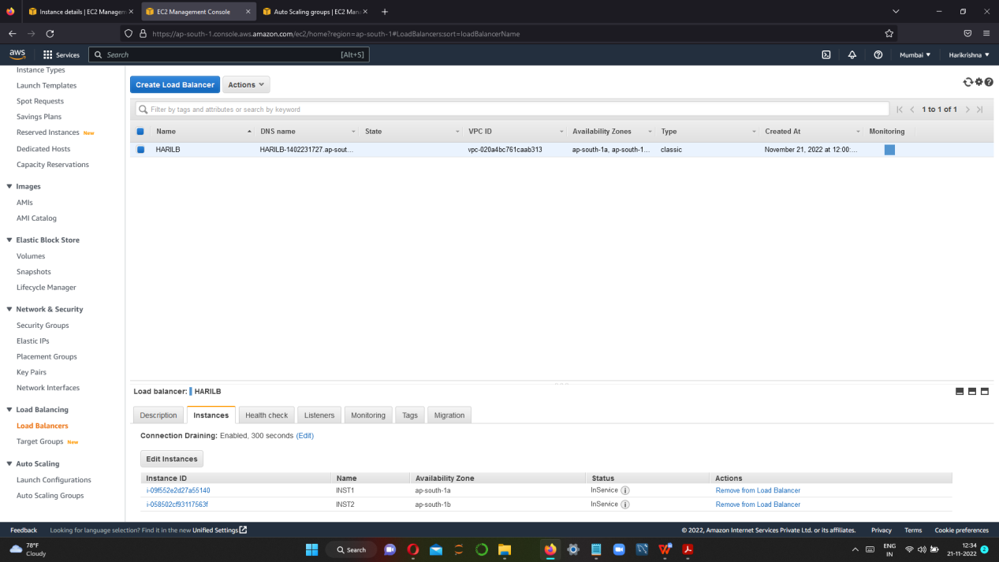 Instance details | EC2 Managem
EC2 Management Console
Auto Scaling groups | EC2 Man
https://ap-south-1.console.aws.amazon.com/ec2/home?region=ap-south-1#LoadBalancers:sort=loadBalancerName
aws Services Search [Alt+S] Mumbai Harikrishna
Instance Types
Launch Templates
Spot Requests
Savings Plans
Reserved Instances New
Dedicated Hosts
Capacity Reservations
Images
AMIs
AMI Catalog
Elastic Block Store
Volumes
Snapshots
Lifecycle Manager
Network & Security
Security Groups
Elastic IPs
Placement Groups
Key Pairs
Network Interfaces
Load Balancing
Load Balancers
Target Groups New
Auto Scaling
Launch Configurations
Auto Scaling Groups
Create Load Balancer Actions
Filter by tags and attributes or search by keyword 1 to 1 of 1
Name DNS name State VPC ID Availability Zones Type Created At Monitoring
HARILB HARILB-1402231727.ap-sout... vpc-020a4bc761caab313 ap-south-1a, ap-south-1... classic November 21, 2022 at 12:00:...
Load balancer: HARILB
Description Instances Health check Listeners Monitoring Tags Migration
Connection Draining: Enabled, 300 seconds (Edit)
Edit Instances
Instance ID Name Availability Zone Status Actions
i-09f552e2d27a55140 INST1 ap-south-1a InService Remove from Load Balancer
i-058502cf93117563f INST2 ap-south-1b InService Remove from Load Balancer
Feedback Looking for language selection? Find it in the new Unified Settings © 2022, Amazon Internet Services Private Ltd. or its affiliates. Privacy Terms Cookie preferences
78°F
Cloudy
Search
ENG
IN
12:34
21-11-2022
2